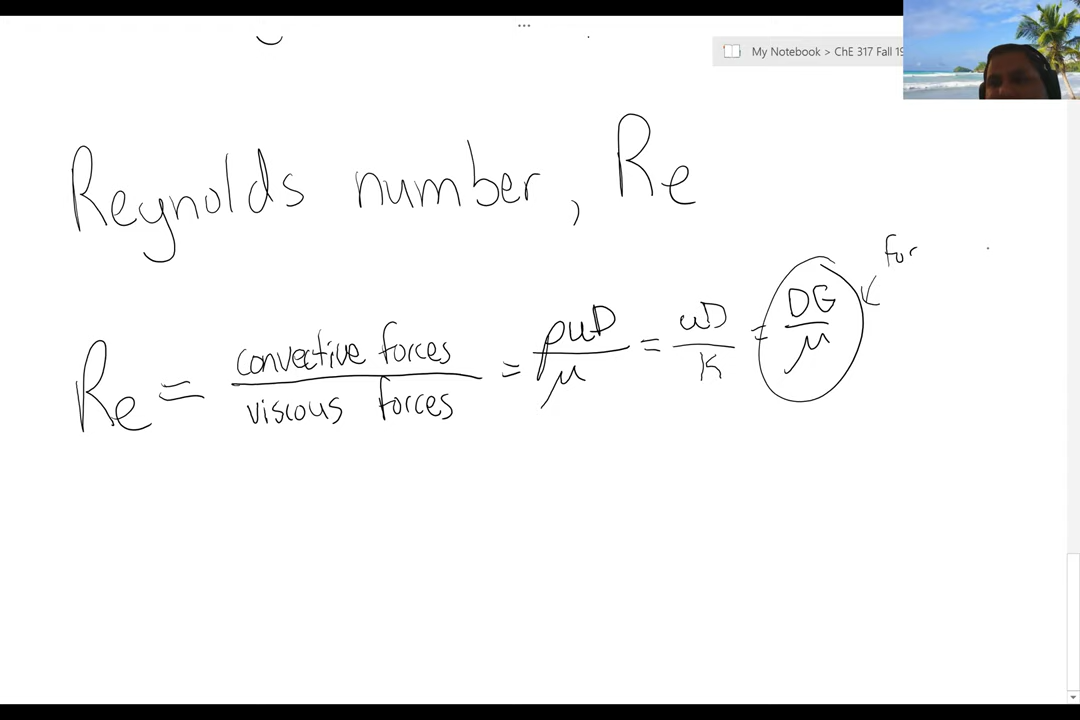 My Notebook > ChE 317 Fall 19
Reynolds number, Re
for
Re = convective forces / viscous forces = ρuD / μ = uD / K = DG / μ